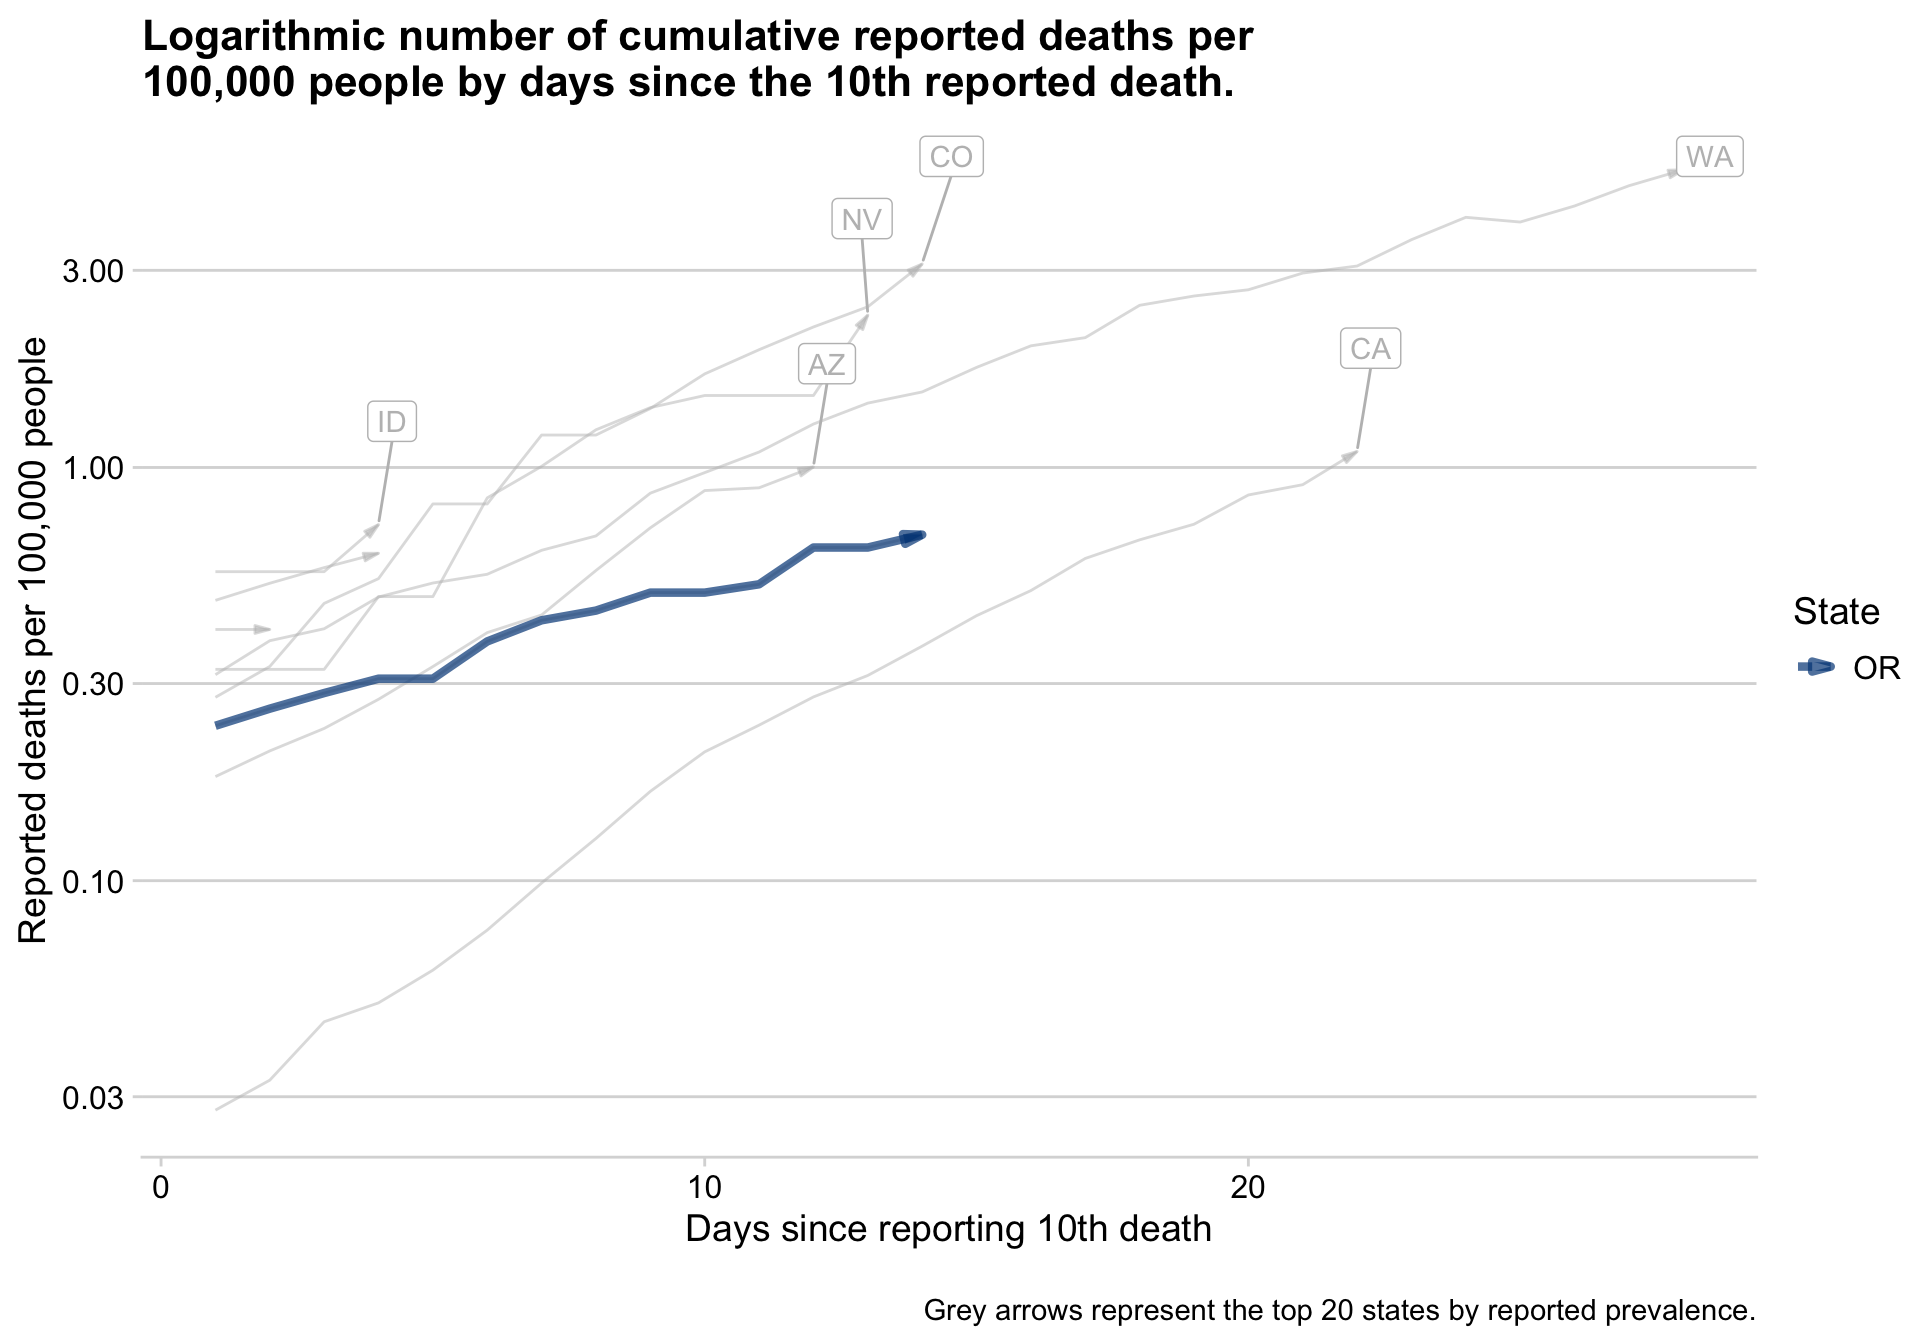 Logarithmic number of cumulative reported deaths per
100,000 people by days since the 10th reported death.
CO
WA
NV
3.00
CA
AZ
ID
1.00
Reported deaths per 100,000 people
State
OR
0.30
0.10
0.03
0
10
20
Days since reporting 10th death
Grey arrows represent the top 20 states by reported prevalence.